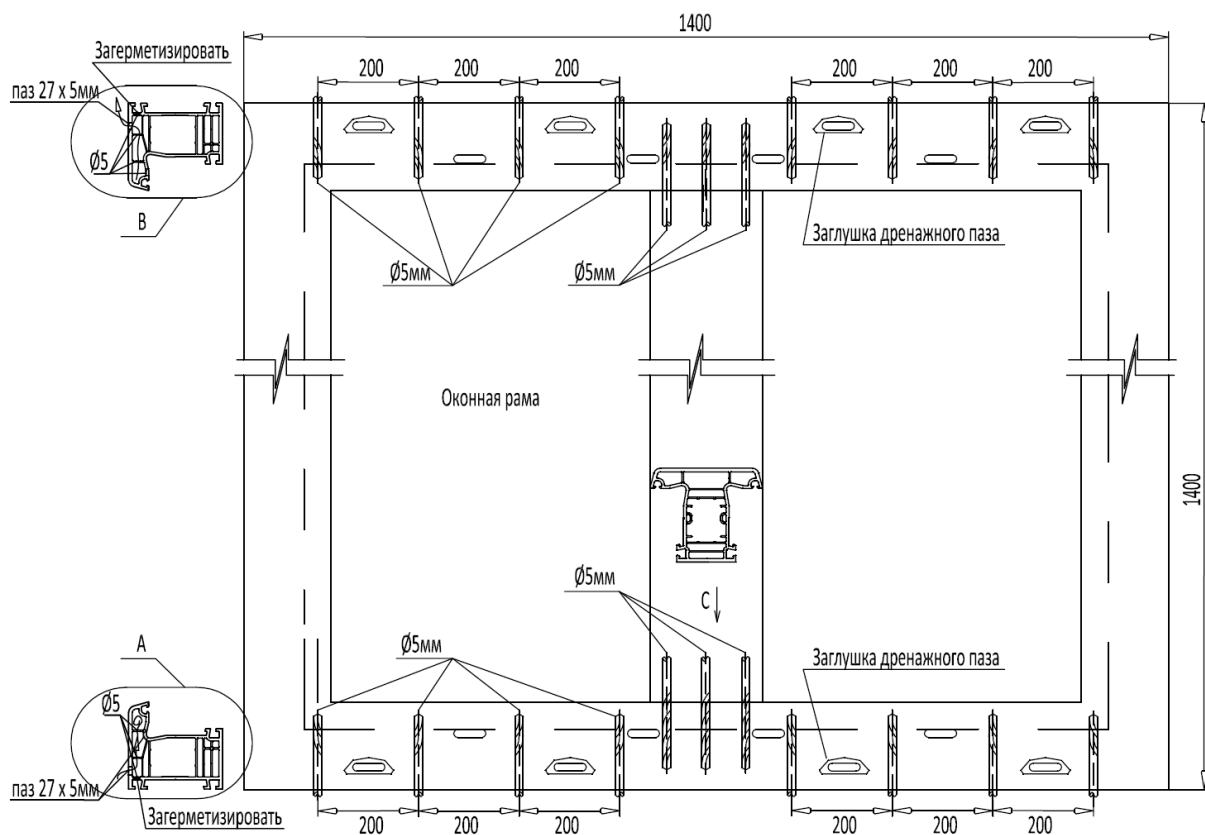 1400
Загерметизировать
200 200 200 200 200 200
паз 27 x 5мм
Ø5
В
Заглушка дренажного паза
Ø5мм Ø5мм
Оконная рама
1400
Ø5мм
С
А
Ø5мм
Заглушка дренажного паза
Ø5
паз 27 x 5мм
Загерметизировать
200 200 200 200 200 200